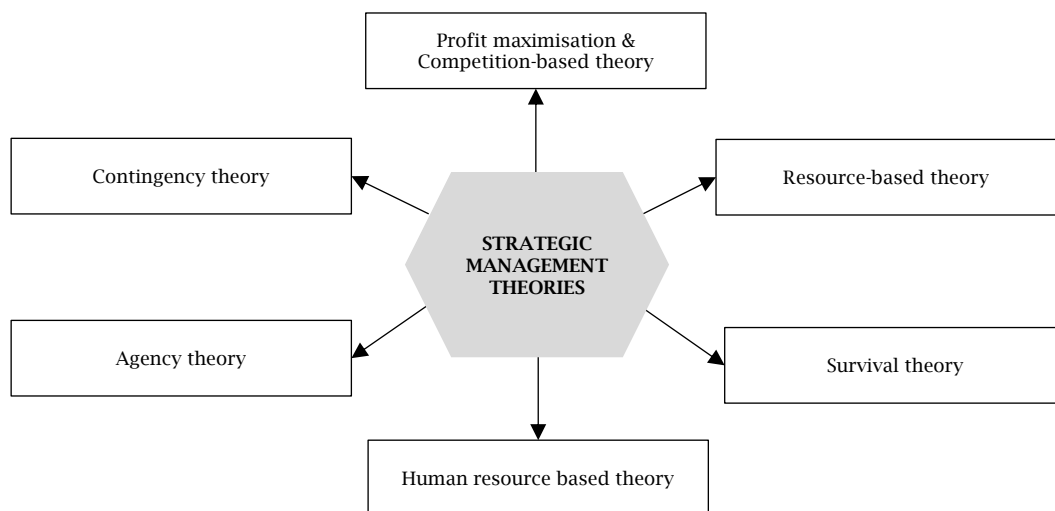 Profit maximisation &
Competition-based theory
Contingency theory
Resource-based theory
STRATEGIC
MANAGEMENT
THEORIES
Agency theory
Survival theory
Human resource based theory